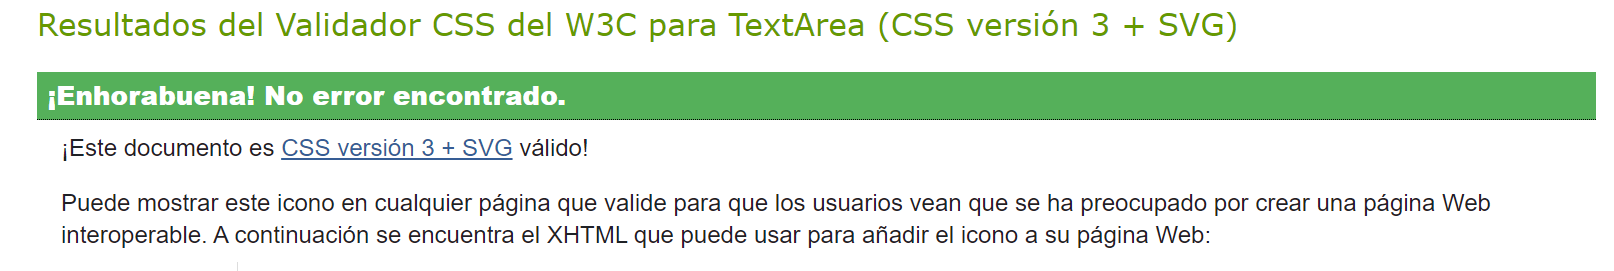 Resultados del Validador CSS del W3C para TextArea (CSS versión 3 + SVG)
¡Enhorabuena! No error encontrado.
¡Este documento es CSS versión 3 + SVG válido!
Puede mostrar este icono en cualquier página que valide para que los usuarios vean que se ha preocupado por crear una página Web
interoperable. A continuación se encuentra el XHTML que puede usar para añadir el icono a su página Web: